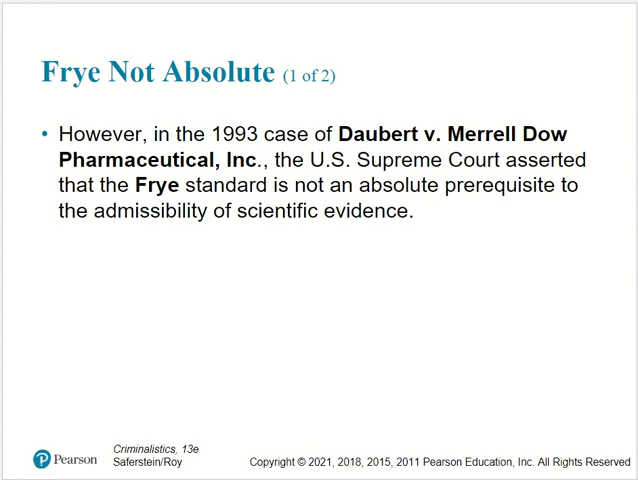 Frye Not Absolute (1 of 2)
• However, in the 1993 case of Daubert v. Merrell Dow
Pharmaceutical, Inc., the U.S. Supreme Court asserted
that the Frye standard is not an absolute prerequisite to
the admissibility of scientific evidence.
Pearson
Criminalistics, 13e
Saferstein/Roy
Copyright © 2021, 2018, 2015, 2011 Pearson Education, Inc. All Rights Reserved